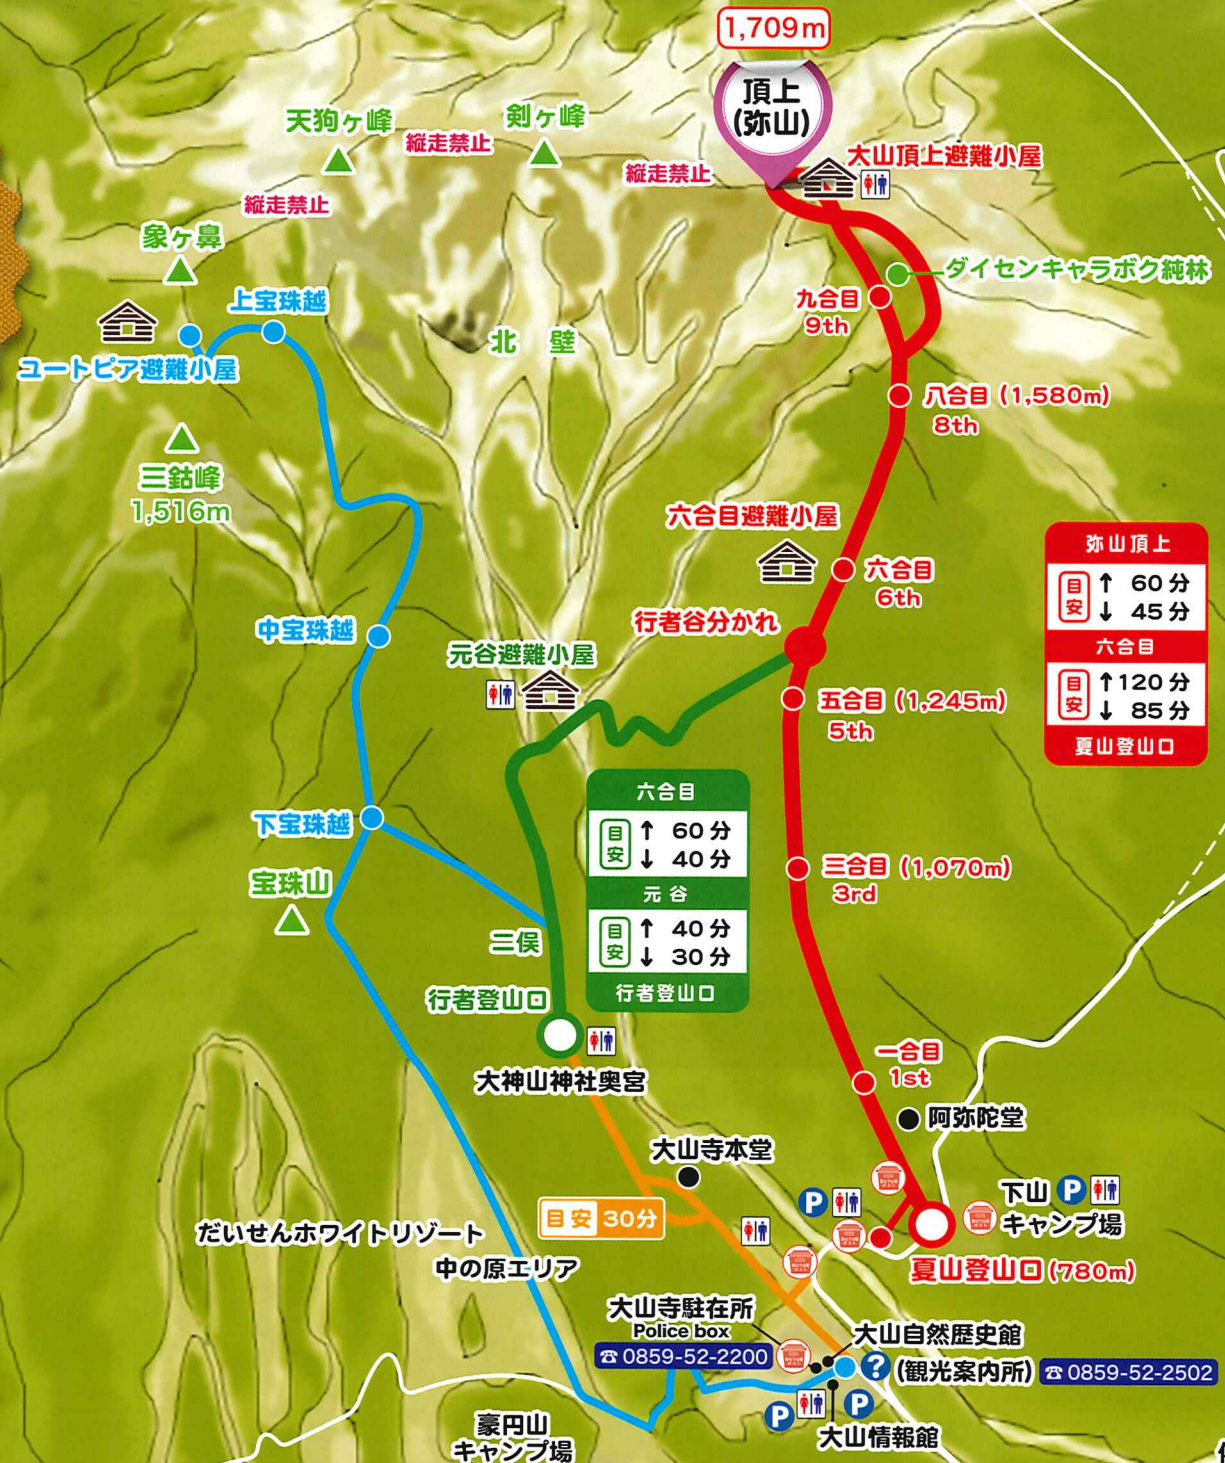 1,709m
頂上
(弥山)
天狗ヶ峰
縦走禁止
剣ヶ峰
縦走禁止
大山頂上避難小屋
縦走禁止
象ヶ鼻
上宝珠越
ユートピア避難小屋
ダイセンキャラボク純林
九合目
9th
北 壁
八合目 (1,580m)
8th
三鈷峰
1,516m
六合目避難小屋
六合目
6th
弥山頂上
目安
↑ 60分
↓ 45分
六合目
目安
↑120分
↓ 85分
夏山登山口
行者谷分かれ
中宝珠越
元谷避難小屋
五合目 (1,245m)
5th
六合目
目安
↑ 60分
↓ 40分
元谷
目安
↑ 40分
↓ 30分
行者登山口
下宝珠越
宝珠山
三合目 (1,070m)
3rd
二俣
行者登山口
大神山神社奥宮
一合目
1st
阿弥陀堂
大山寺本堂
目安 30分
P
下山 P
キャンプ場
だいせんホワイトリゾート
中の原エリア
夏山登山口 (780m)
大山寺駐在所
Police box
☎ 0859-52-2200
大山自然歴史館
? (観光案内所) ☎ 0859-52-2502
P
P
大山情報館
豪円山
キャンプ場